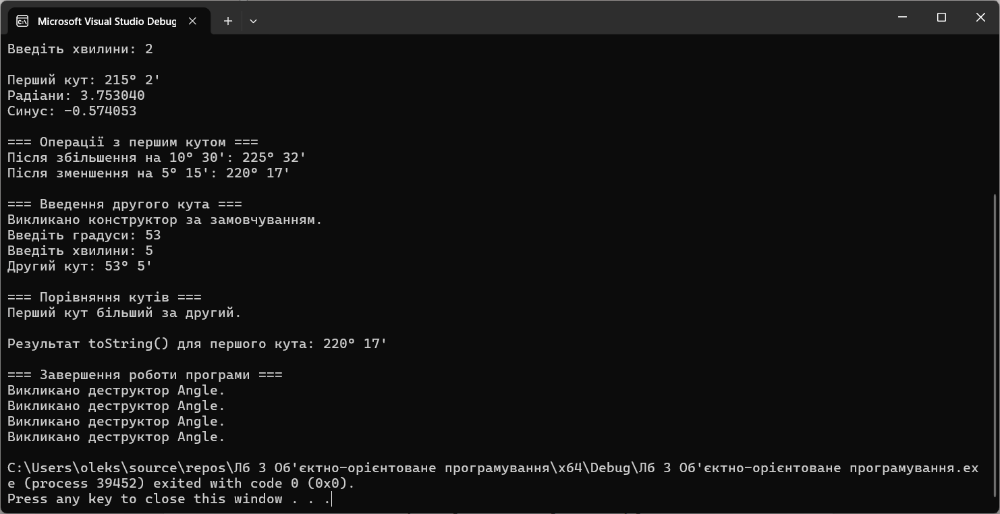 Microsoft Visual Studio Debug
Введіть хвилини: 2
Перший кут: 215° 2'
Радіани: 3.753040
Синус: -0.574053
=== Операції з першим кутом ===
Після збільшення на 10° 30': 225° 32'
Після зменшення на 5° 15': 220° 17'
=== Введення другого кута ===
Викликано конструктор за замовчуванням.
Введіть градуси: 53
Введіть хвилини: 5
Другий кут: 53° 5'
=== Порівняння кутів ===
Перший кут більший за другий.
Результат toString() для першого кута: 220° 17'
=== Завершення роботи програми ===
Викликано деструктор Angle.
Викликано деструктор Angle.
Викликано деструктор Angle.
Викликано деструктор Angle.
C:\Users\oleks\source\repos\Лб 3 Об'єктно-орієнтоване програмування\x64\Debug\Лб 3 Об'єктно-орієнтоване програмування.ex
e (process 39452) exited with code 0 (0x0).
Press any key to close this window . . .